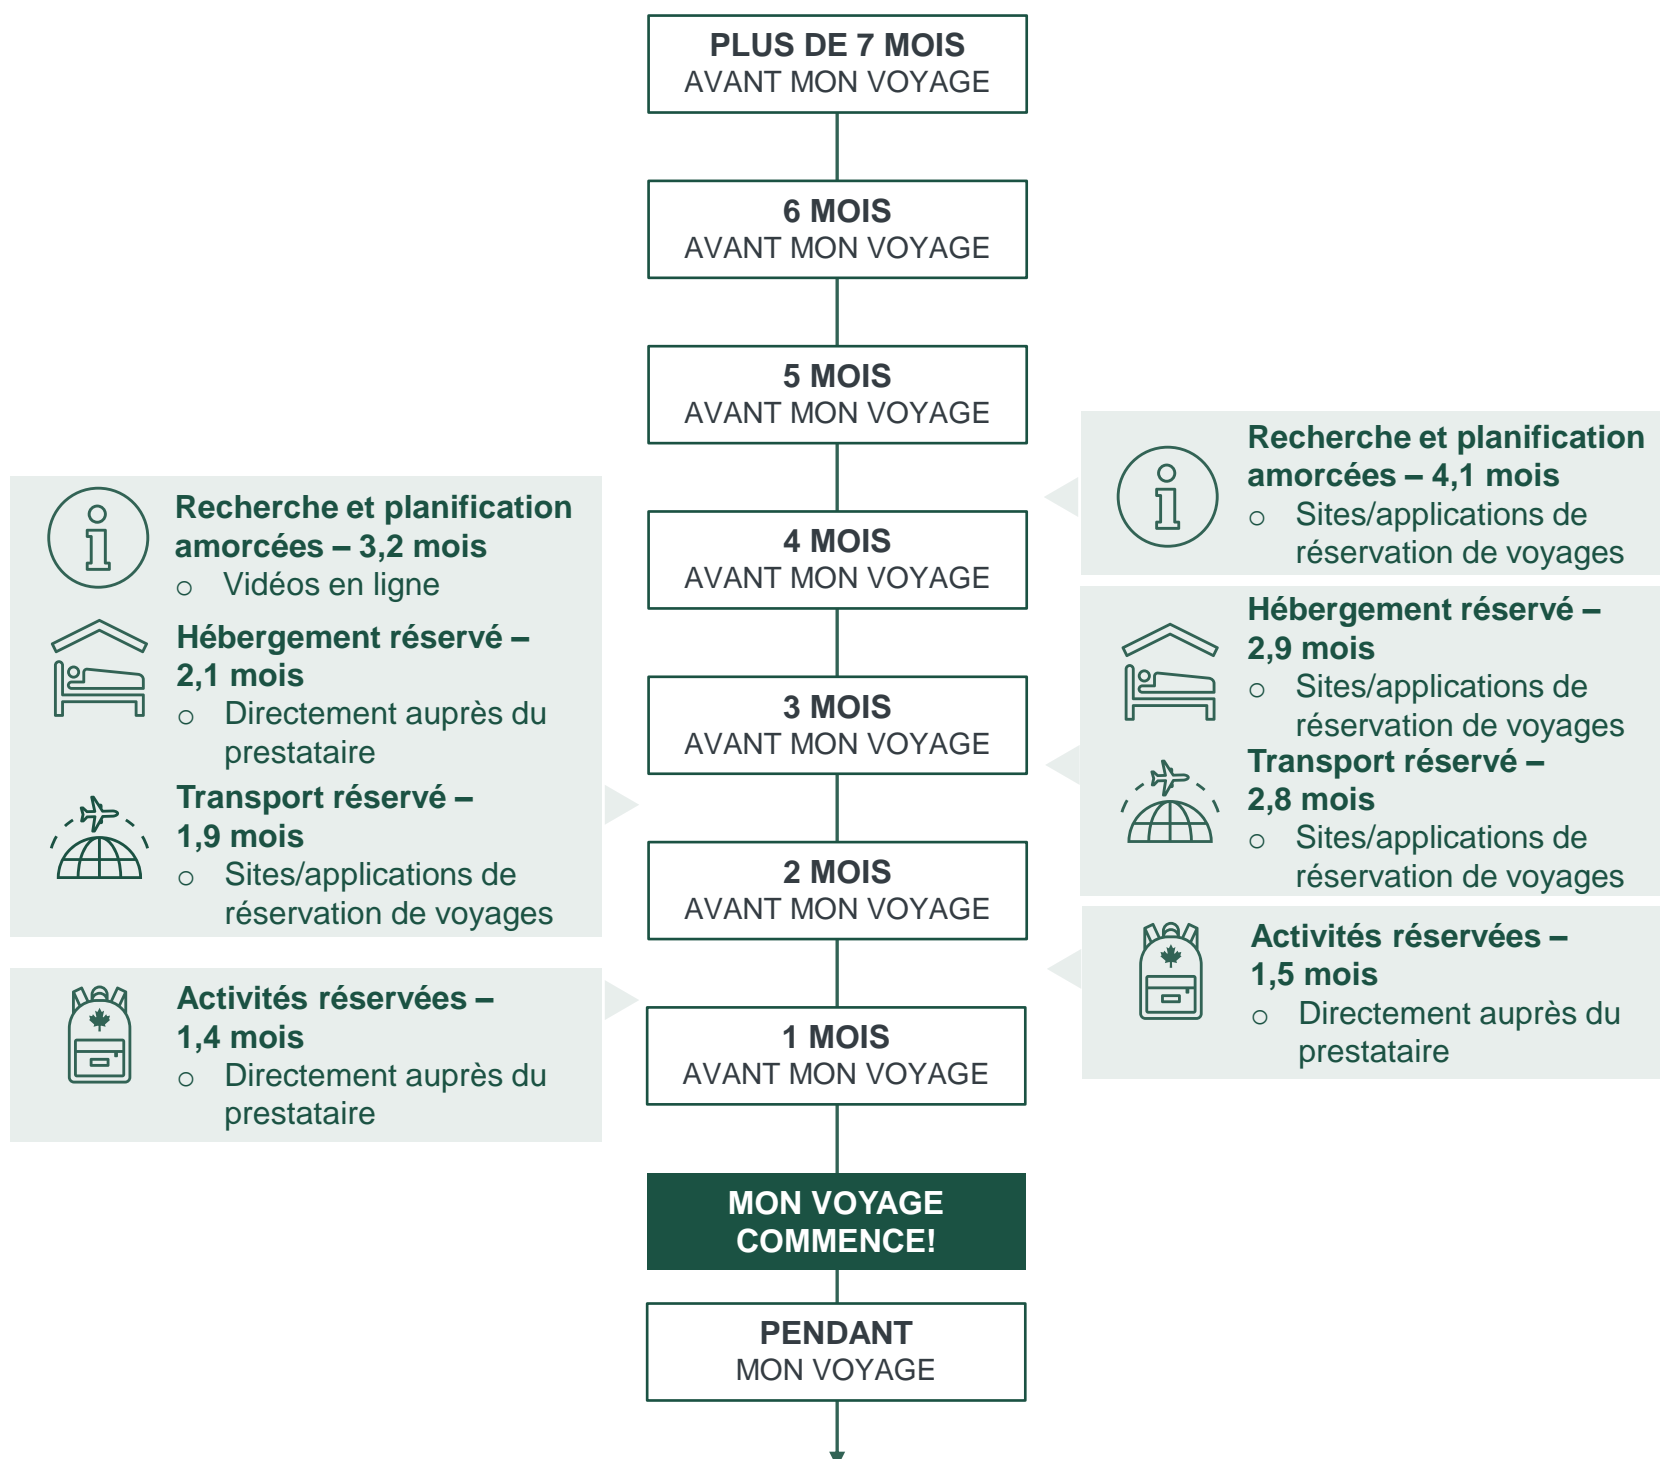 PLUS DE 7 MOIS
AVANT MON VOYAGE
6 MOIS
AVANT MON VOYAGE
5 MOIS
AVANT MON VOYAGE
4 MOIS
AVANT MON VOYAGE
3 MOIS
AVANT MON VOYAGE
2 MOIS
AVANT MON VOYAGE
1 MOIS
AVANT MON VOYAGE
MON VOYAGE
COMMENCE!
PENDANT
MON VOYAGE
Recherche et planification
amorcées – 3,2 mois
o Vidéos en ligne
Hébergement réservé –
2,1 mois
o Directement auprès du
prestataire
Transport réservé –
1,9 mois
o Sites/applications de
réservation de voyages
Activités réservées –
1,4 mois
o Directement auprès du
prestataire
Recherche et planification
amorcées – 4,1 mois
o Sites/applications de
réservation de voyages
Hébergement réservé –
2,9 mois
o Sites/applications de
réservation de voyages
Transport réservé –
2,8 mois
o Sites/applications de
réservation de voyages
Activités réservées –
1,5 mois
o Directement auprès du
prestataire